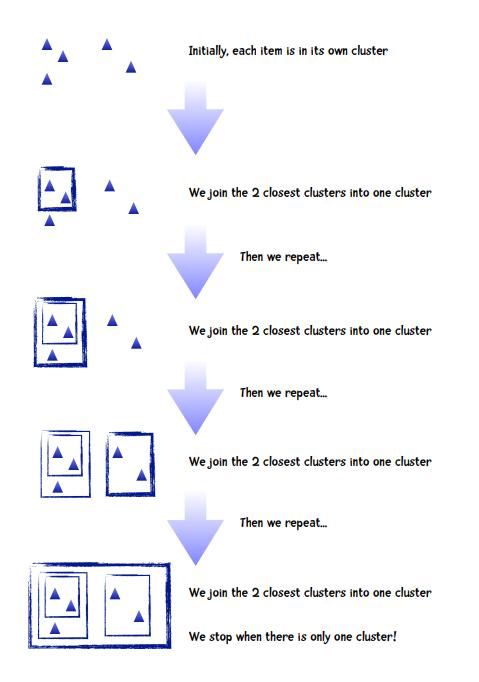 Initially, each item is in its own cluster
We join the 2 closest clusters into one cluster
Then we repeat...
We join the 2 closest clusters into one cluster
Then we repeat...
We join the 2 closest clusters into one cluster
Then we repeat...
We join the 2 closest clusters into one cluster
We stop when there is only one cluster!